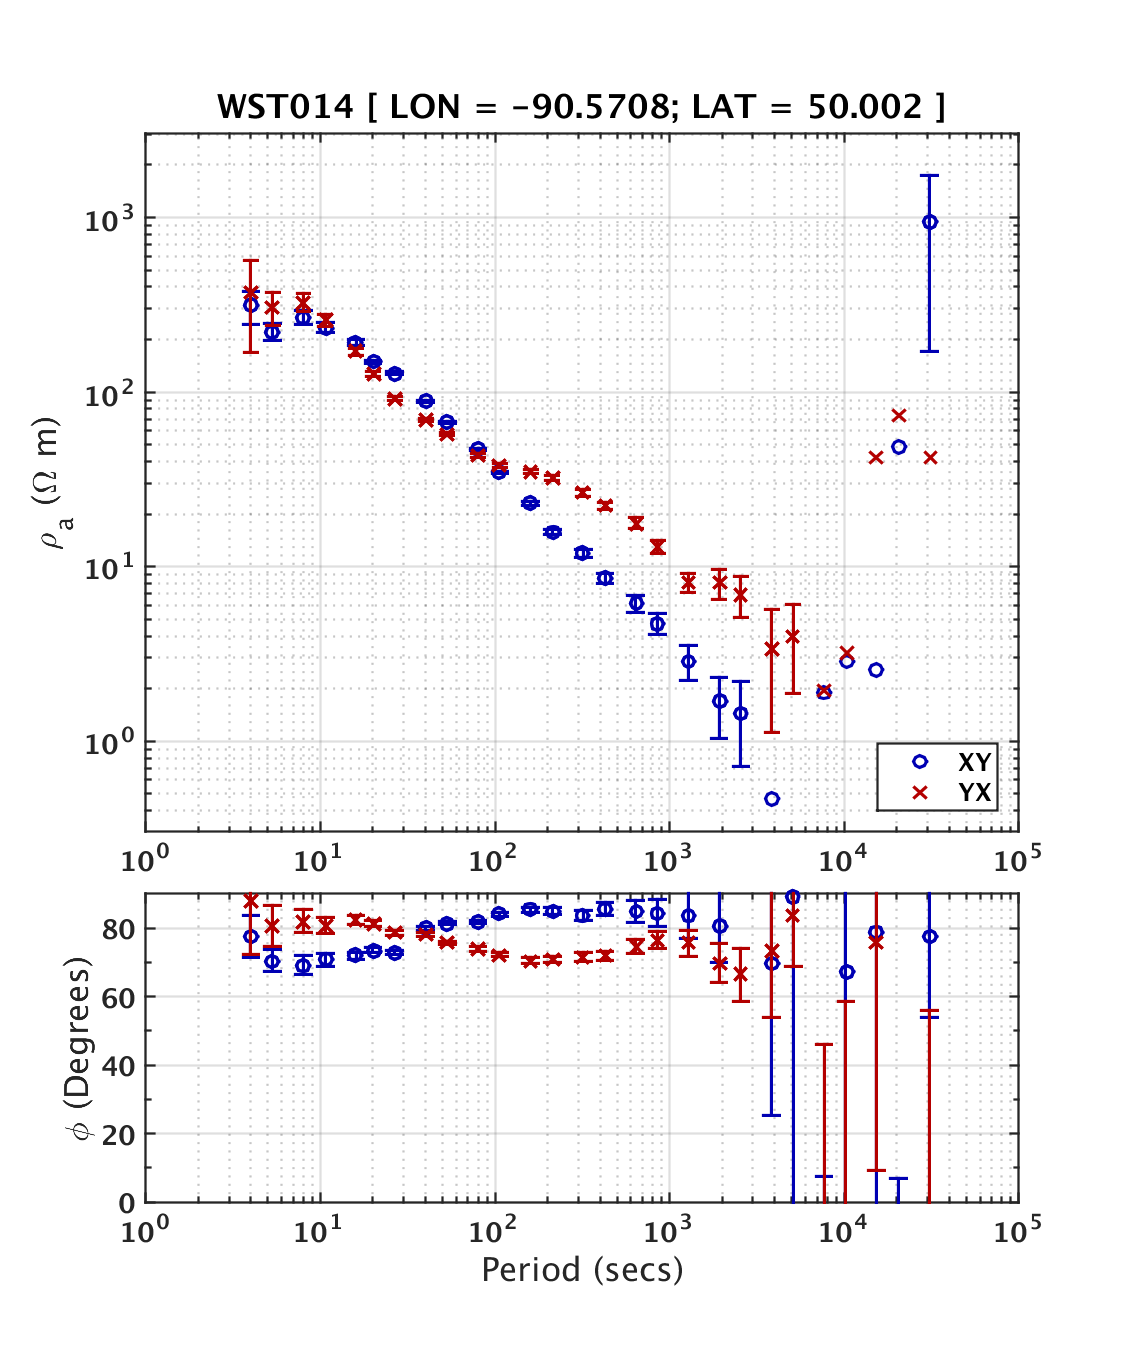 WST014 [ LON = -90.5708; LAT = 50.002 ]
10³
10²
10¹
10⁰
ρₐ (Ω m)
XY
YX
10⁰ 10¹ 10² 10³ 10⁴ 10⁵
80
60
40
20
0
ϕ (Degrees)
10⁰ 10¹ 10² 10³ 10⁴ 10⁵
Period (secs)